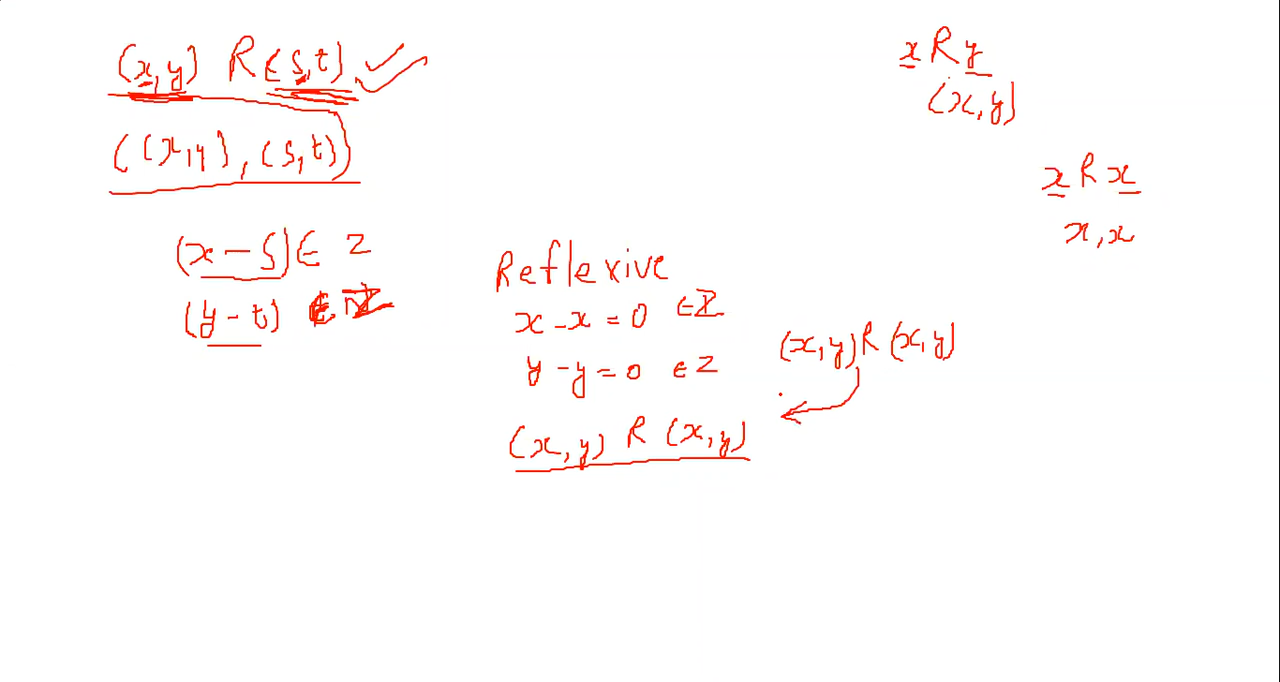 (x, y) R (s, t)
((x, y), (s, t))
(x - s) ∈ Z
(y - t)
Reflexive
x - x = 0 ∈ Z
y - y = 0 ∈ Z
(x, y) R (x, y)
(x, y) R (x, y)
x R y
(x, y)
x R x
x, x